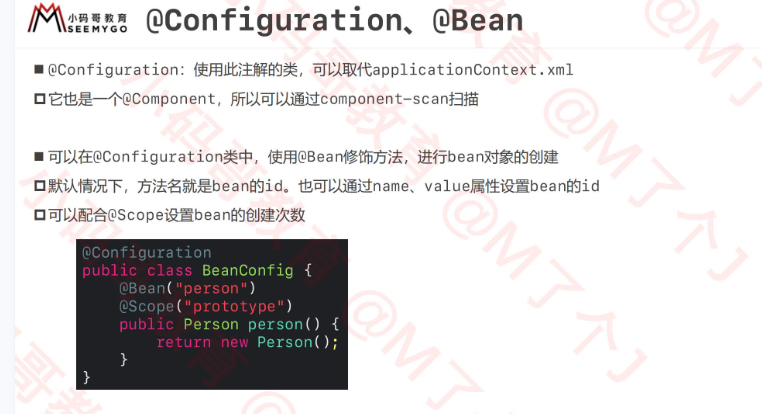 小码哥教育
SEEMYGO
@Configuration、@Bean
@Configuration：使用此注解的类，可以取代applicationContext.xml
它也是一个@Component，所以可以通过component-scan扫描
可以在@Configuration类中，使用@Bean修饰方法，进行bean对象的创建
默认情况下，方法名就是bean的id。也可以通过name、value属性设置bean的id
可以配合@Scope设置bean的创建次数
@Configuration
public class BeanConfig {
    @Bean("person")
    @Scope("prototype")
    public Person person() {
        return new Person();
    }
}
小码哥教育 @M了个J